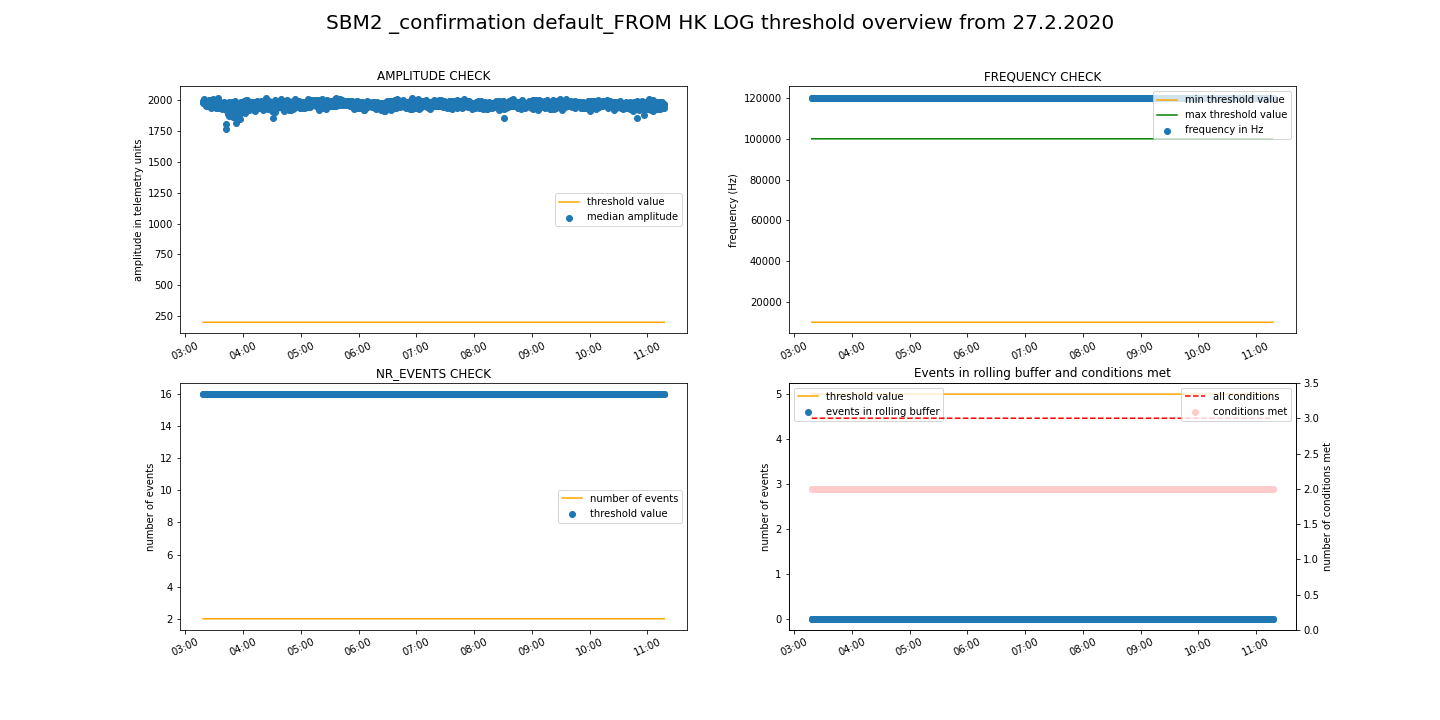 SBM2 _confirmation default_FROM HK LOG threshold overview from 27.2.2020
AMPLITUDE CHECK
amplitude in telemetry units
2000
1750
1500
1250
1000
750
500
250
threshold value
median amplitude
03:00 04:00 05:00 06:00 07:00 08:00 09:00 10:00 11:00
FREQUENCY CHECK
frequency (Hz)
120000
100000
80000
60000
40000
20000
min threshold value
max threshold value
frequency in Hz
03:00 04:00 05:00 06:00 07:00 08:00 09:00 10:00 11:00
NR_EVENTS CHECK
number of events
16
14
12
10
8
6
4
2
number of events
threshold value
03:00 04:00 05:00 06:00 07:00 08:00 09:00 10:00 11:00
Events in rolling buffer and conditions met
number of events
5
4
3
2
1
0
threshold value
events in rolling buffer
all conditions
conditions met
3.5
3.0
2.5
2.0
1.5
1.0
0.5
0.0
number of conditions met
03:00 04:00 05:00 06:00 07:00 08:00 09:00 10:00 11:00